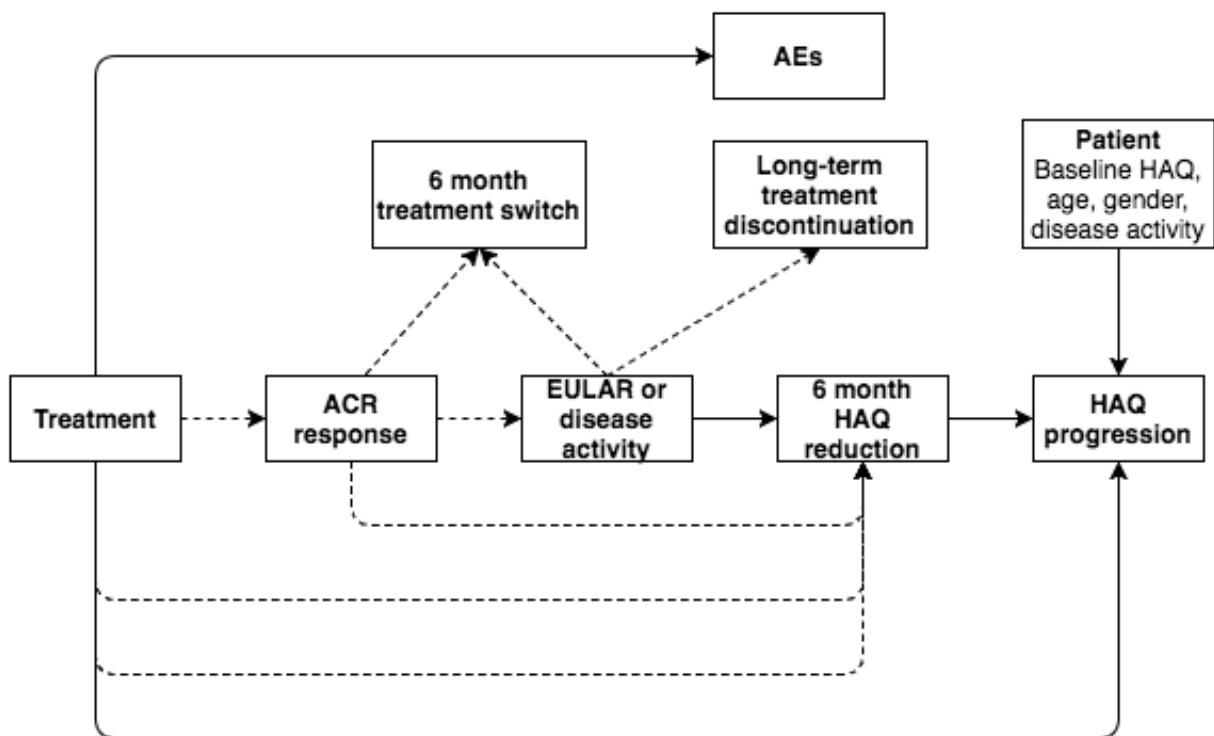 AEs
6 month
treatment switch
Long-term
treatment
discontinuation
Patient
Baseline HAQ,
age, gender,
disease activity
Treatment
ACR
response
EULAR or
disease
activity
6 month
HAQ
reduction
HAQ
progression